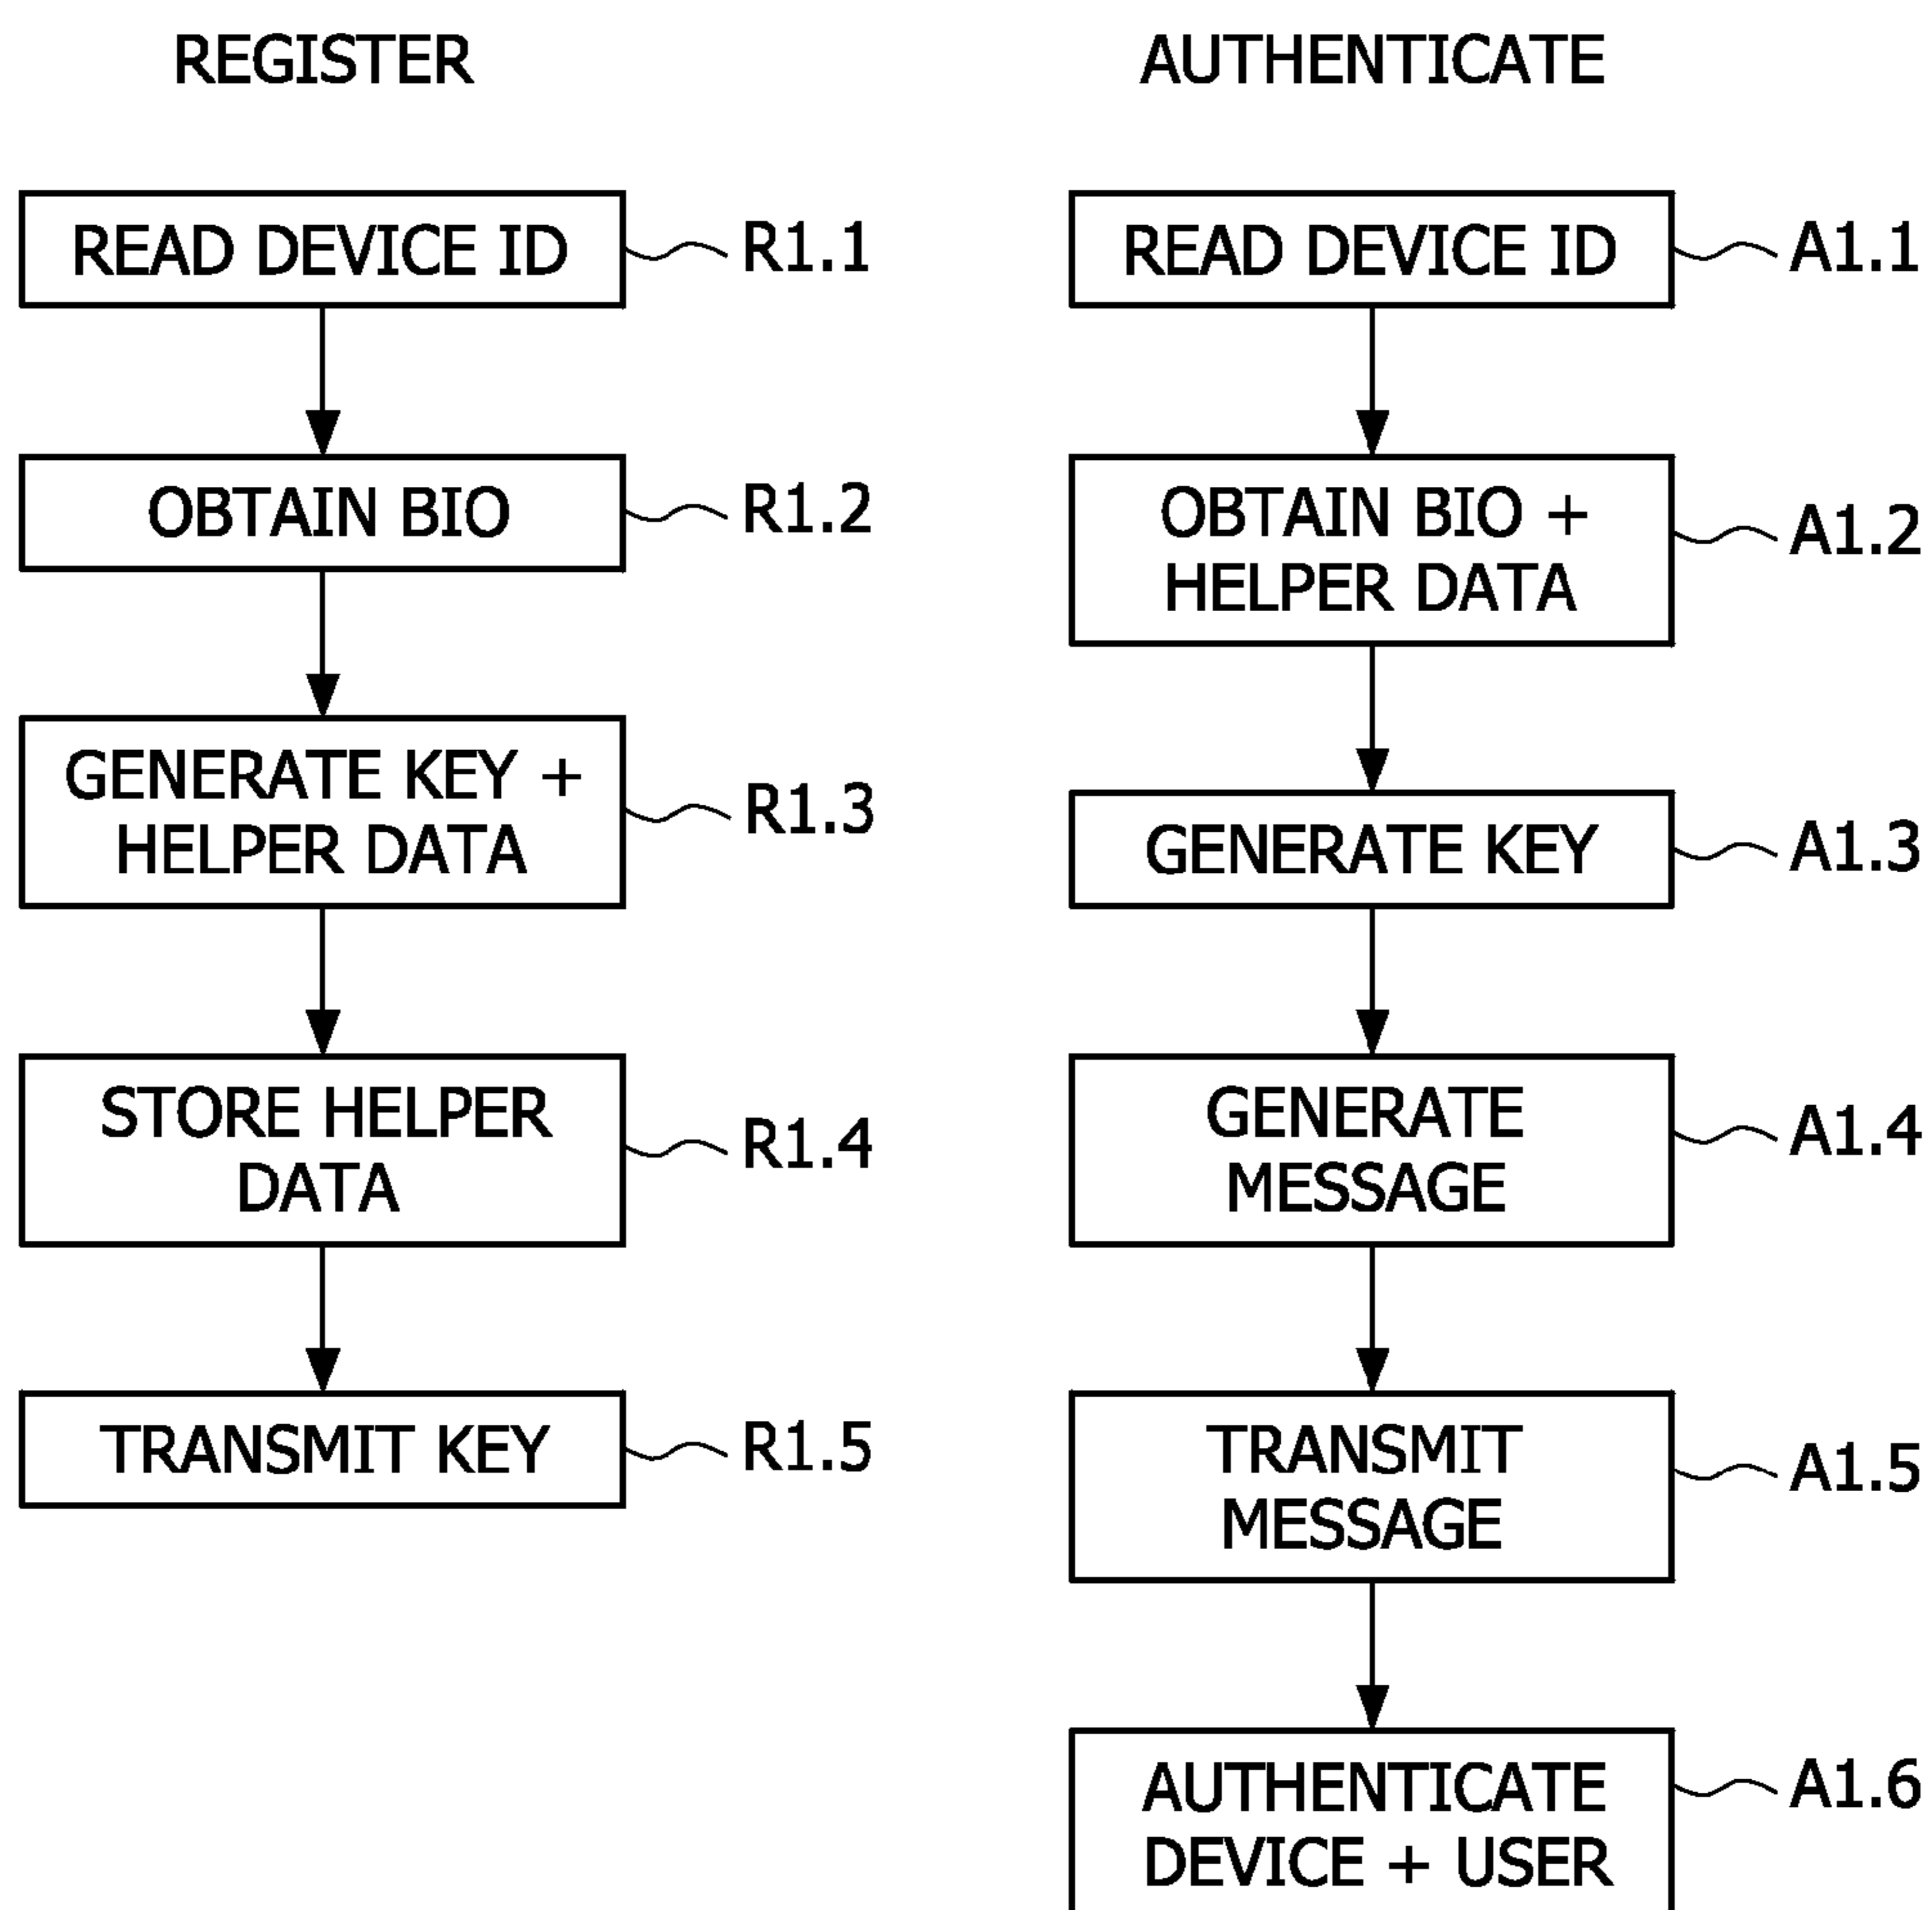 REGISTER
READ DEVICE ID
R1.1
OBTAIN BIO
R1.2
GENERATE KEY +
HELPER DATA
R1.3
STORE HELPER
DATA
R1.4
TRANSMIT KEY
R1.5
AUTHENTICATE
READ DEVICE ID
A1.1
OBTAIN BIO +
HELPER DATA
A1.2
GENERATE KEY
A1.3
GENERATE
MESSAGE
A1.4
TRANSMIT
MESSAGE
A1.5
AUTHENTICATE
DEVICE + USER
A1.6